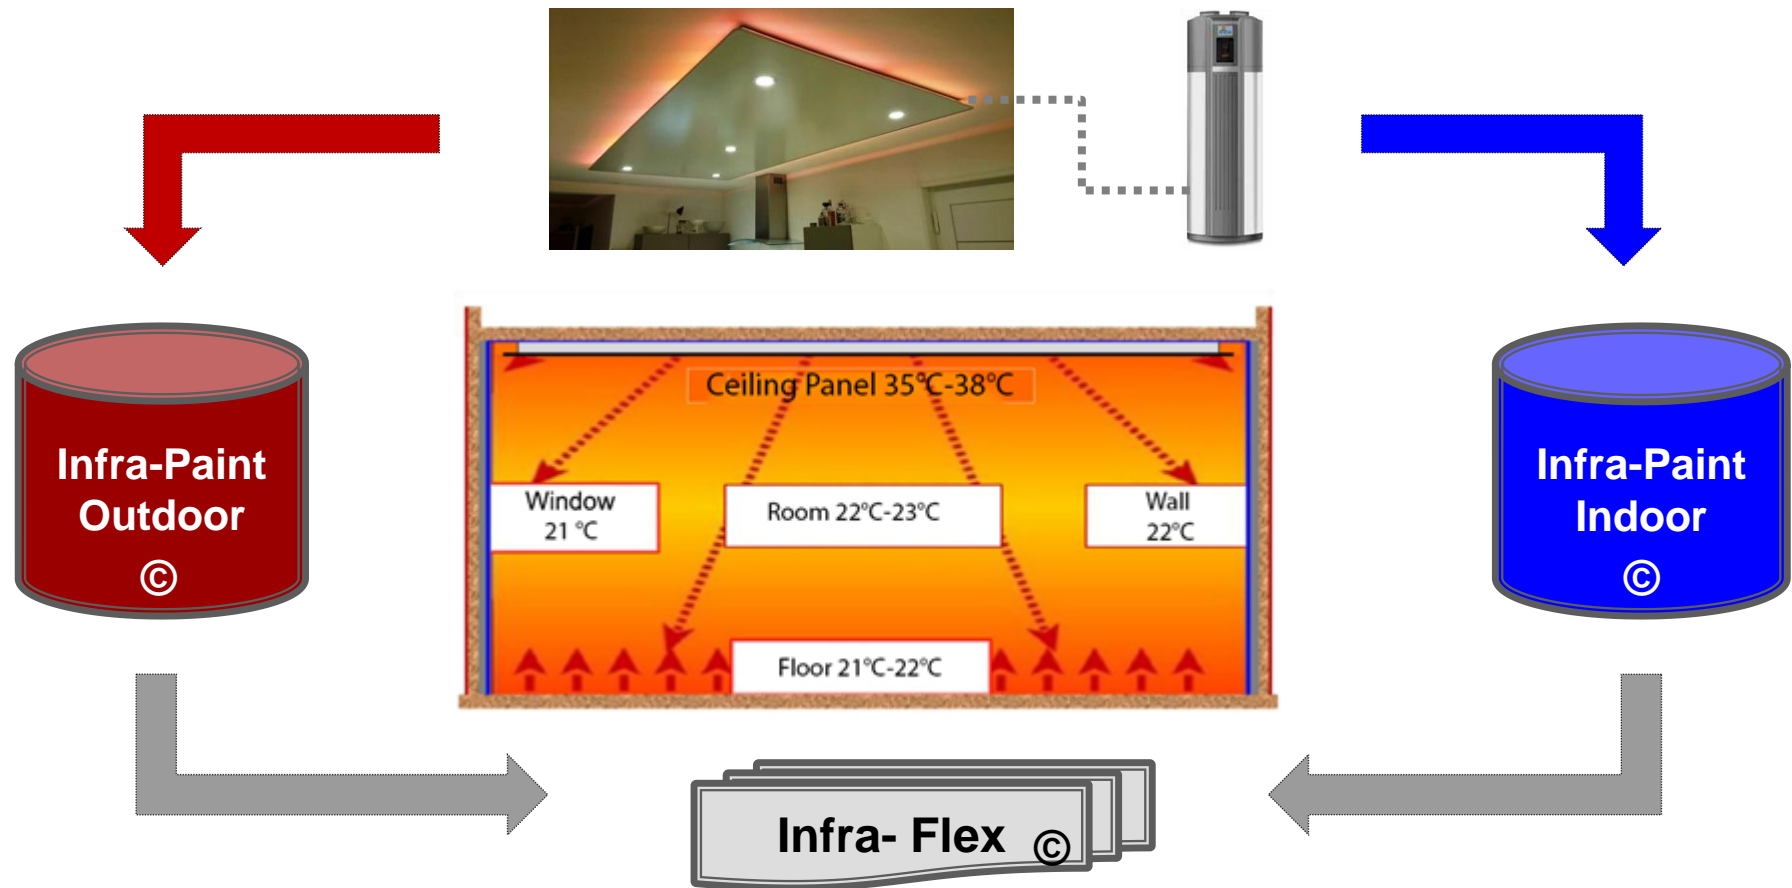 Ceiling Panel 35°C-38°C
Infra-Paint
Outdoor
©
Window
21 °C
Room 22°C-23°C
Wall
22°C
Infra-Paint
Indoor
©
Floor 21°C-22°C
Infra- Flex ©